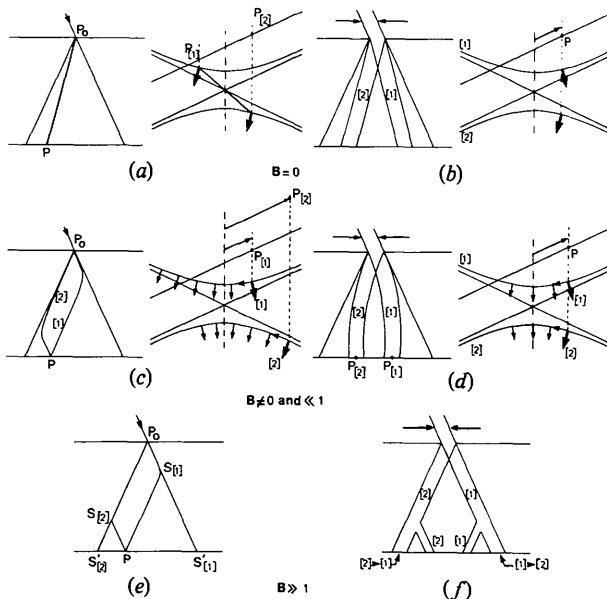 P₀
P
(a)
P[1]
P[2]
B=0
[2]
[1]
(b)
[1]
[2]
P
P₀
[2]
[1]
P
(c)
P[2]
P[1]
[1]
[2]
B≠0 and ≪ 1
[2]
[1]
P[2]
P[1]
(d)
[1]
[2]
P
[1]
[2]
P₀
S[1]
S[2]
S'[2]
P
S'[1]
(e)
B≫ 1
[2]
[1]
[2]
[1]
[2]➔[1]
[1]➔[2]
(f)